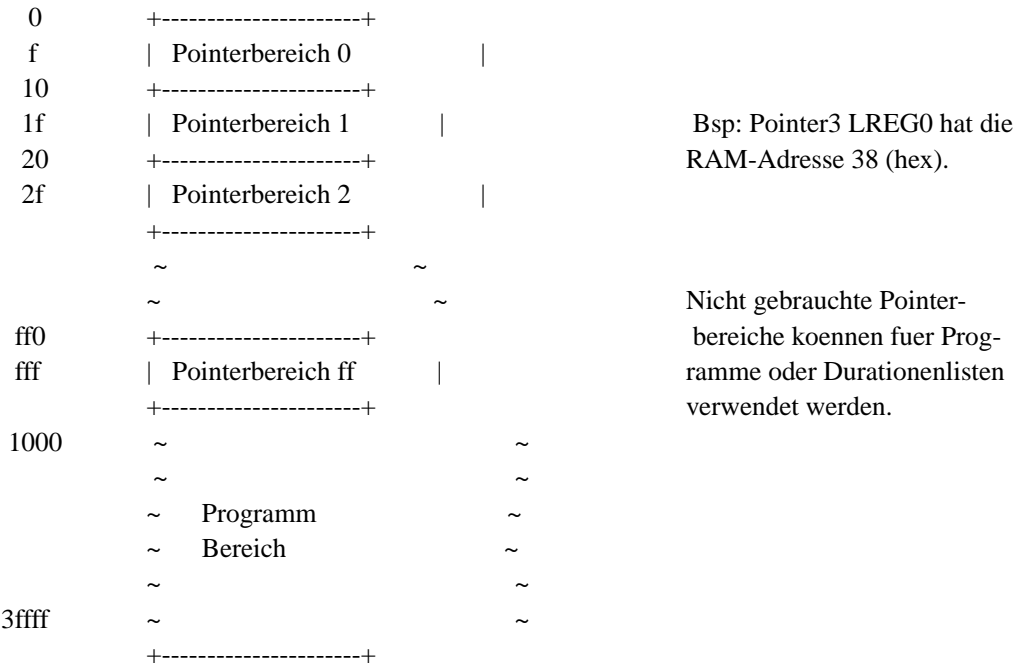 0 +----------------------+
f | Pointerbereich 0 |
10 +----------------------+
1f | Pointerbereich 1 | Bsp: Pointer3 LREG0 hat die
20 +----------------------+ RAM-Adresse 38 (hex).
2f | Pointerbereich 2 |
+----------------------+
~ ~
~ ~ Nicht gebrauchte Pointer-
ff0 +----------------------+ bereiche koennen fuer Prog-
fff | Pointerbereich ff | ramme oder Durationenlisten
+----------------------+ verwendet werden.
1000 ~ ~
~ ~
~ Programm ~
~ Bereich ~
~ ~
3ffff ~ ~
+----------------------+